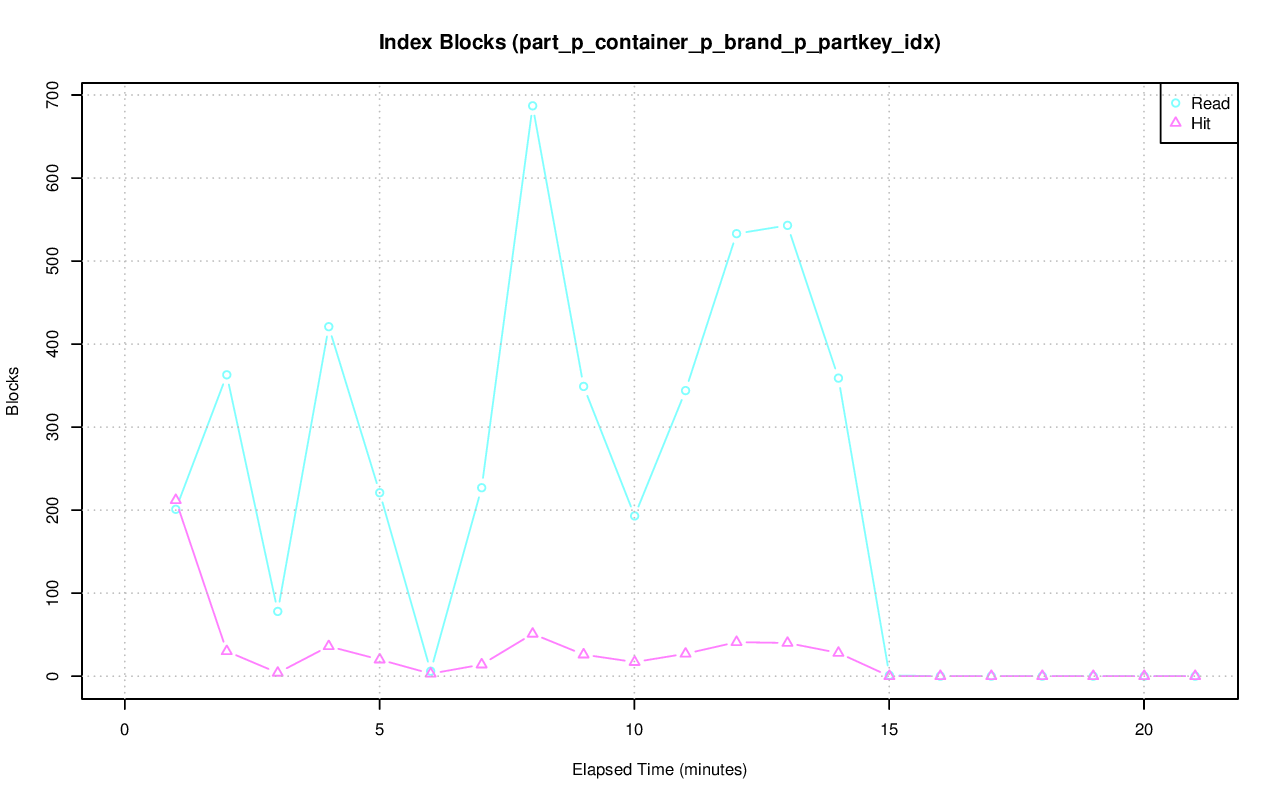 Index Blocks (part_p_container_p_brand_p_partkey_idx)
Read
Hit
700
600
500
400
300
200
100
0
Blocks
0 5 10 15 20
Elapsed Time (minutes)